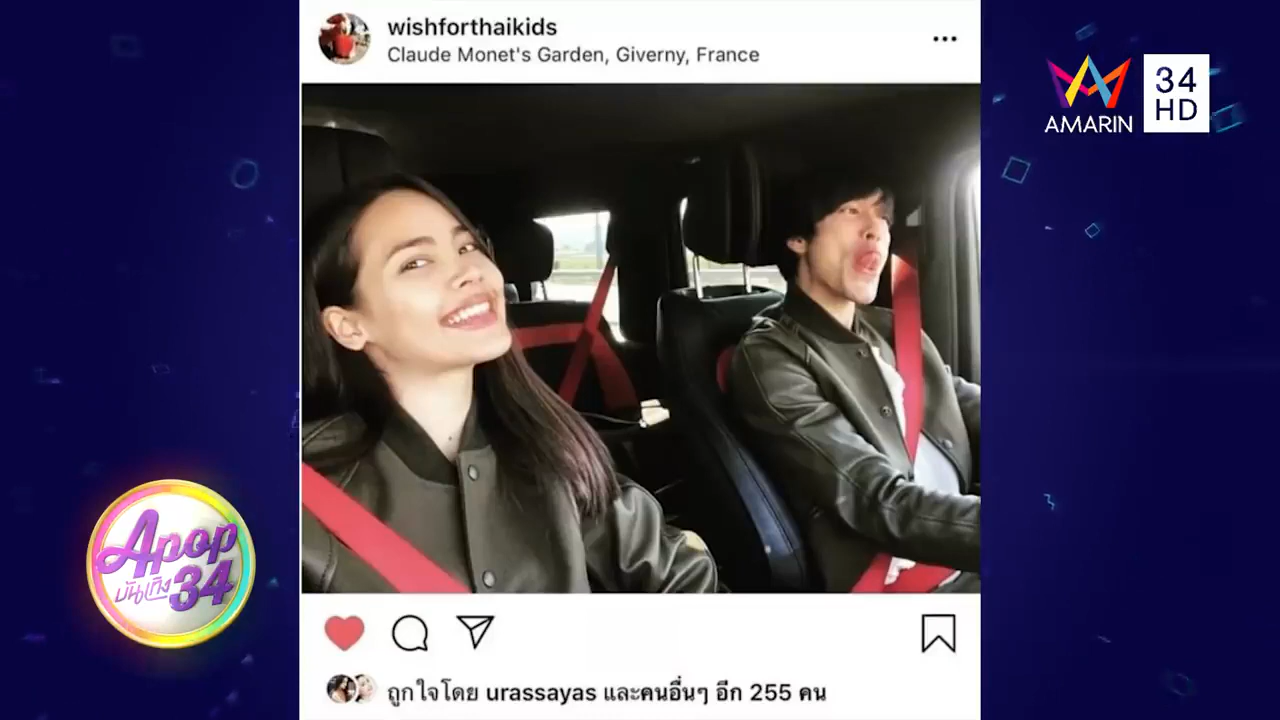 wishforthaikids
Claude Monet's Garden, Giverny, France
AMARIN
34
HD
Apop
บันเทิง
34
ถูกใจโดย urassayas และคนอื่นๆ อีก 255 คน